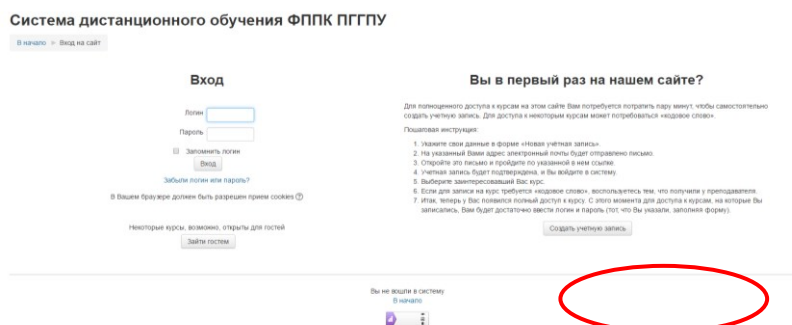 Система дистанционного обучения ФППК ПГГПУ
В начало ► Вход на сайт
Вход
Логин
Пароль
Запомнить логин
Вход
Забыли логин или пароль?
В Вашем браузере должен быть разрешен прием cookies
Некоторые курсы, возможно, открыты для гостей
Зайти гостем
Вы в первый раз на нашем сайте?
Для полноценного доступа к курсам на этом сайте Вам потребуется потратить пару минут, чтобы самостоятельно
создать учетную запись. Для доступа к некоторым курсам может потребоваться «кодовое слово».
Пошаговая инструкция:
1. Укажите свои данные в форме «Новая учётная запись».
2. На указанный Вами адрес электронной почты будет отправлено письмо.
3. Откройте это письмо и пройдите по указанной в нем ссылке.
4. Учетная запись будет подтверждена, и Вы войдите в систему.
5. Выберите заинтересовавший Вас курс.
6. Если для записи на курс требуется «кодовое слово», воспользуетесь тем, что получили у преподавателя.
7. Итак, теперь у Вас появился полный доступ к курсу. С этого момента для доступа к курсам, на которые Вы
записались, Вам будет достаточно ввести логин и пароль (тот, что Вы указали, заполняя форму).
Создать учетную запись
Вы не вошли в систему
В начало